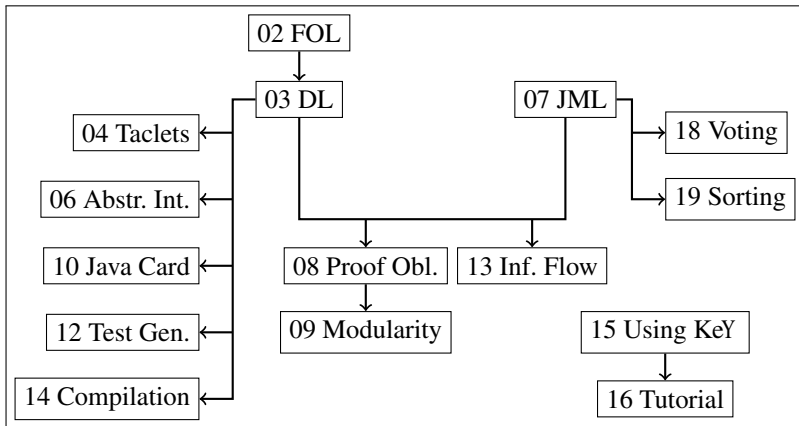 02 FOL
03 DL
07 JML
04 Taclets
18 Voting
06 Abstr. Int.
19 Sorting
10 Java Card
08 Proof Obl.
13 Inf. Flow
12 Test Gen.
09 Modularity
15 Using KeY
14 Compilation
16 Tutorial